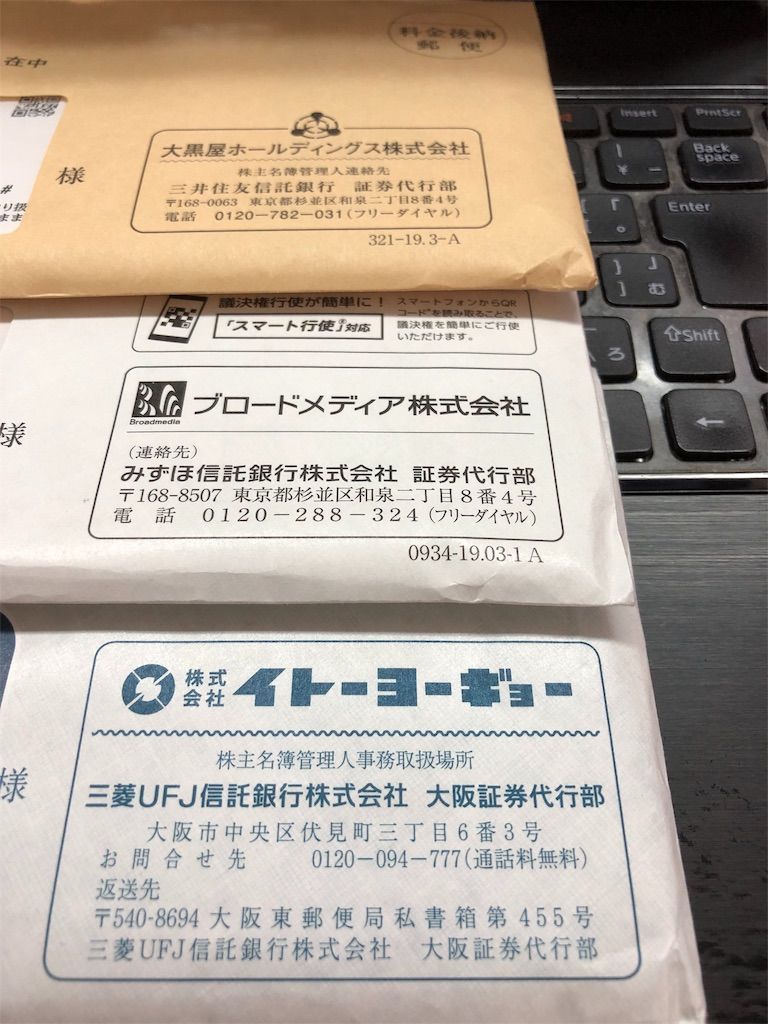 料金後納
郵便
在中
様
大黒屋ホールディングス株式会社
株主名簿管理人連絡先
三井住友信託銀行 証券代行部
〒168-0063 東京都杉並区和泉二丁目8番4号
電話 0120-782-031(フリーダイヤル)
321-19.3-A
#
り扱
まま
議決権行使が簡単に!
「スマート行使」®対応
スマートフォンからQR
コード®を読み取ることで、
議決権を簡単にご行使
いただけます。
様
Broadmedia
ブロードメディア株式会社
(連絡先)
みずほ信託銀行株式会社 証券代行部
〒168-8507 東京都杉並区和泉二丁目8番4号
電話 0120-288-324(フリーダイヤル)
0934-19.03-1A
様
株式会社 イトーヨーギョー
株主名簿管理人事務取扱場所
三菱UFJ信託銀行株式会社 大阪証券代行部
大阪市中央区伏見町三丁目6番3号
お問合せ先 0120-094-777(通話料無料)
返送先
〒540-8694 大阪東郵便局私書箱第455号
三菱UFJ信託銀行株式会社 大阪証券代行部
Insert
PrntScr
| ¥ ー
Back
space
{ 「
[ ゜
Enter
} 」
] む
ろ
⇧Shift
←